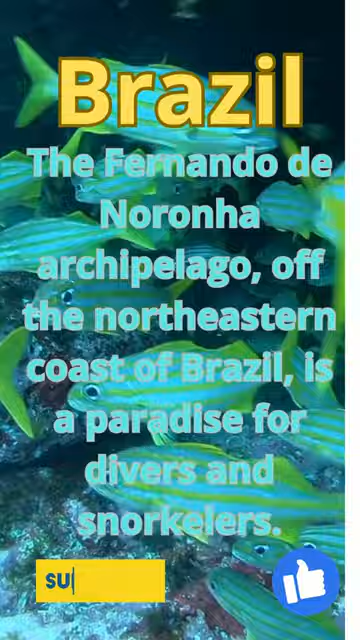 Brazil
The Fernando de
Noronha
archipelago, off
the northeastern
coast of Brazil, is
a paradise for
divers and
snorkelers.
SU